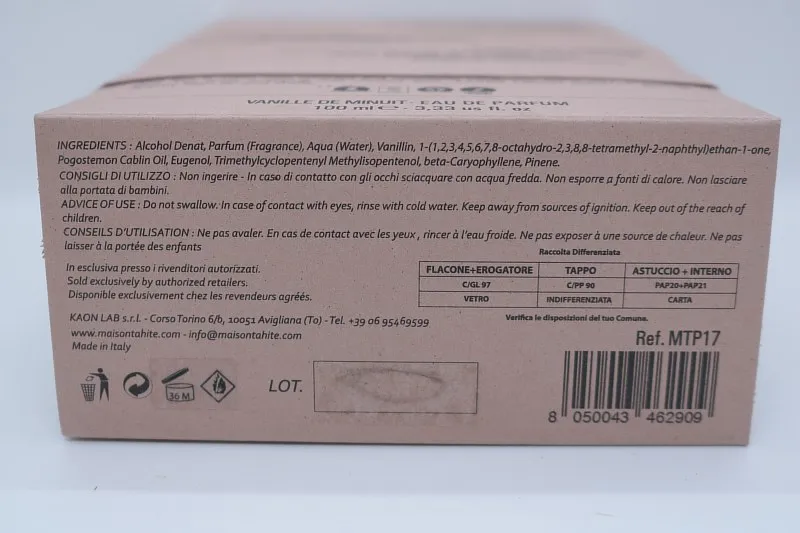 VANILLE DE MINUIT - EAU DE PARFUM
100 ml ℮ - 3,33 us fl. oz
INGREDIENTS : Alcohol Denat, Parfum (Fragrance), Aqua (Water), Vanillin, 1-(1,2,3,4,5,6,7,8-octahydro-2,3,8,8-tetramethyl-2-naphthyl)ethan-1-one,
Pogostemon Cablin Oil, Eugenol, Trimethylcyclopentenyl Methylisopentenol, beta-Caryophyllene, Pinene.
CONSIGLI DI UTILIZZO : Non ingerire - In caso di contatto con gli occhi sciacquare con acqua fredda. Non esporre a fonti di calore. Non lasciare
alla portata di bambini.
ADVICE OF USE : Do not swallow. In case of contact with eyes, rinse with cold water. Keep away from sources of ignition. Keep out of the reach of
children.
CONSEILS D'UTILISATION : Ne pas avaler. En cas de contact avec les yeux , rincer à l'eau froide. Ne pas exposer à une source de chaleur. Ne pas
laisser à la portée des enfants
In esclusiva presso i rivenditori autorizzati.
Sold exclusively by authorized retailers.
Disponible exclusivement chez les revendeurs agréés.
KAON LAB s.r.l. - Corso Torino 6/b, 10051 Avigliana (To) - Tel. +39 06 95469599
www.maisontahite.com - info@maisontahite.com
Made in Italy
Raccolta Differenziata
FLACONE+EROGATORE TAPPO ASTUCCIO + INTERNO
C/GL 97 C/PP 90 PAP20+PAP21
VETRO INDIFFERENZIATA CARTA
Verifica le disposizioni del tuo Comune.
Ref. MTP17
36 M
LOT.
8 050043 462909